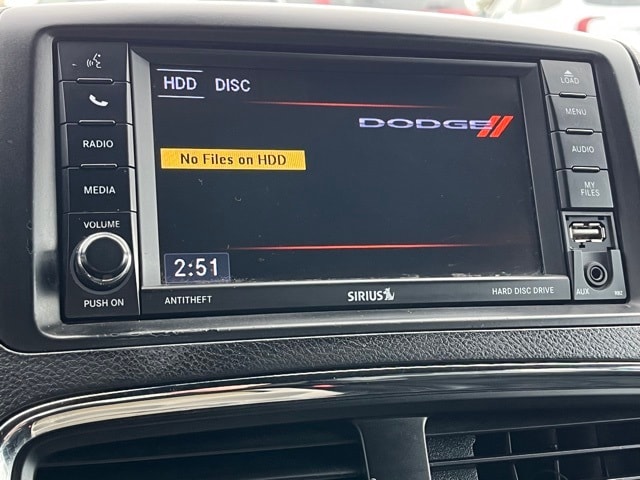 HDD DISC
DODGE
No Files on HDD
2:51
RADIO
MEDIA
VOLUME
PUSH ON
ANTITHEFT
SIRIUS
HARD DISC DRIVE
LOAD
MENU
AUDIO
MY
FILES
AUX
RBZ